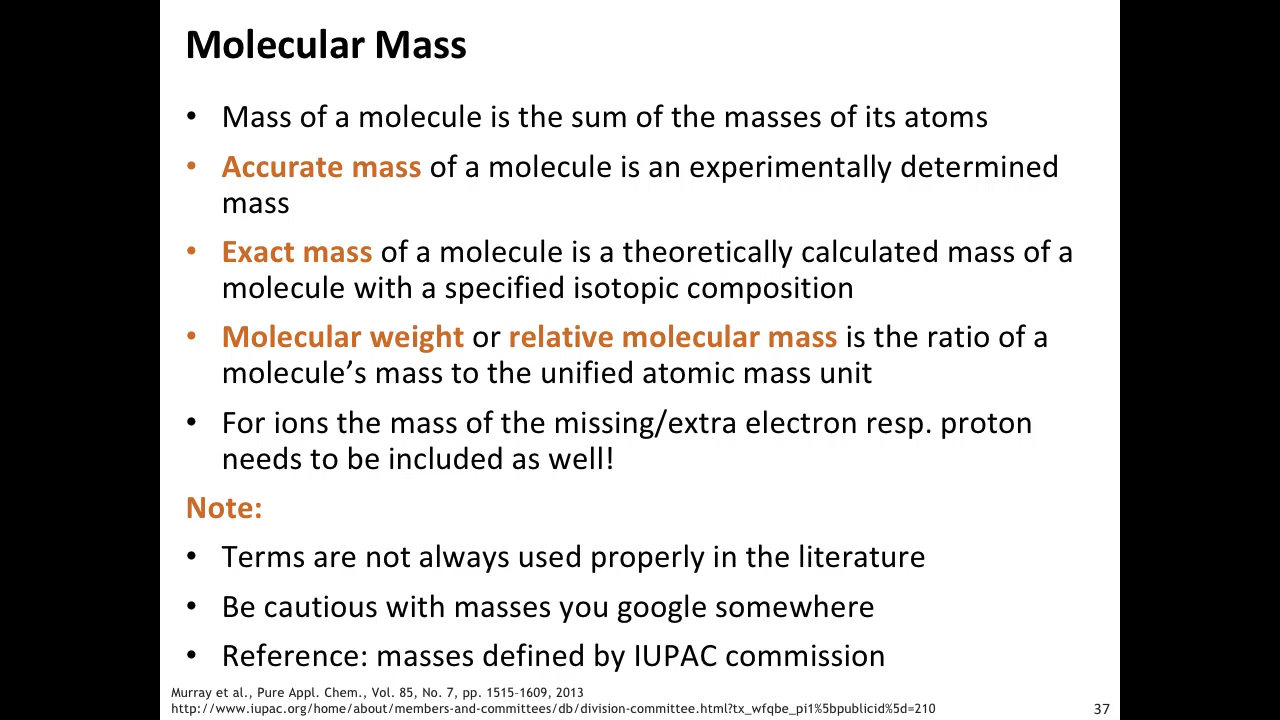 Molecular Mass
• Mass of a molecule is the sum of the masses of its atoms
• Accurate mass of a molecule is an experimentally determined
mass
• Exact mass of a molecule is a theoretically calculated mass of a
molecule with a specified isotopic composition
• Molecular weight or relative molecular mass is the ratio of a
molecule’s mass to the unified atomic mass unit
• For ions the mass of the missing/extra electron resp. proton
needs to be included as well!
Note:
• Terms are not always used properly in the literature
• Be cautious with masses you google somewhere
• Reference: masses defined by IUPAC commission
Murray et al., Pure Appl. Chem., Vol. 85, No. 7, pp. 1515–1609, 2013
http://www.iupac.org/home/about/members-and-committees/db/division-committee.html?tx_wfqbe_pi1%5bpublicid%5d=210
37